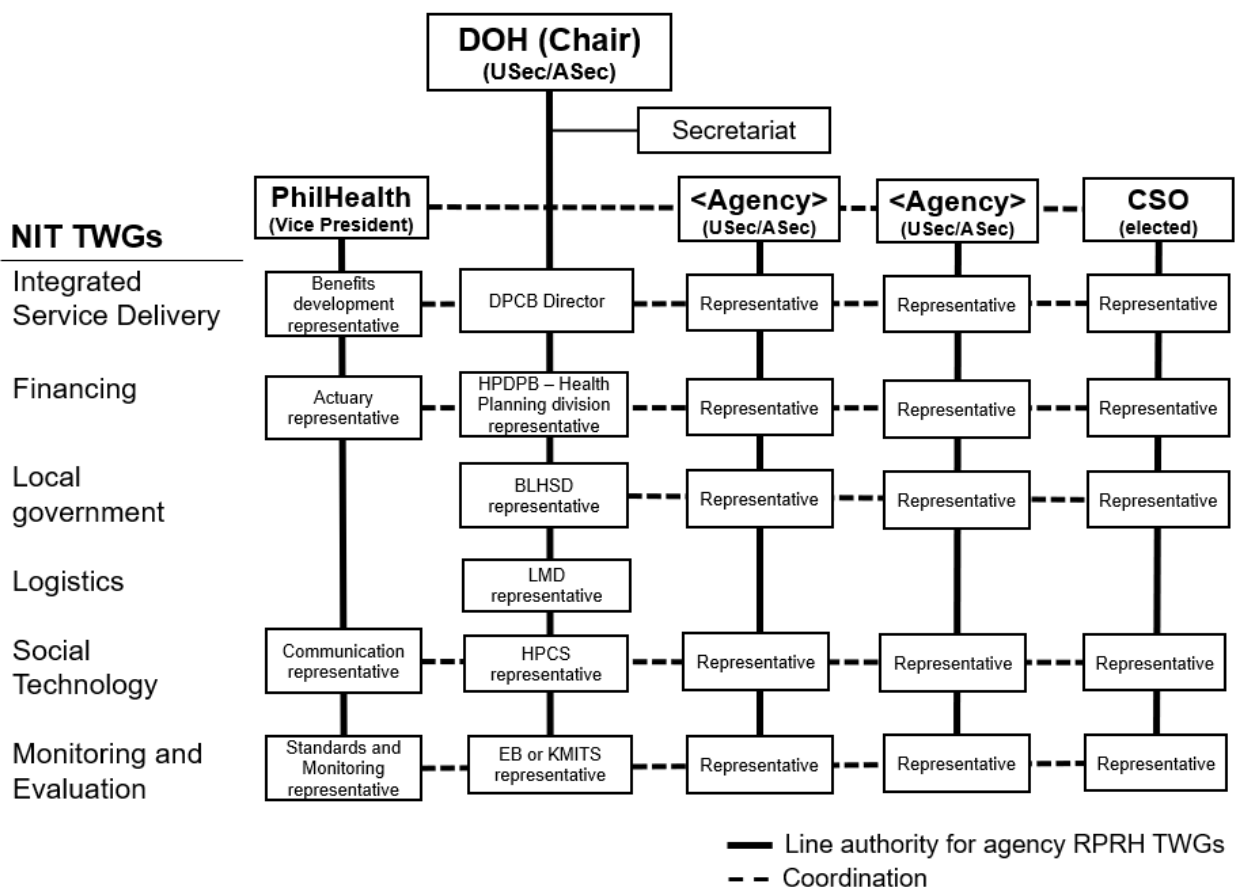 DOH (Chair)
(USec/ASec)
Secretariat
PhilHealth
(Vice President)
<Agency>
(USec/ASec)
<Agency>
(USec/ASec)
CSO
(elected)
NIT TWGs
Integrated
Service Delivery
Benefits
development
representative
DPCB Director
Representative
Representative
Representative
Financing
Actuary
representative
HPDPB – Health
Planning division
representative
Representative
Representative
Representative
Local
government
BLHSD
representative
Representative
Representative
Representative
Logistics
LMD
representative
Social
Technology
Communication
representative
HPCS
representative
Representative
Representative
Representative
Monitoring and
Evaluation
Standards and
Monitoring
representative
EB or KMITS
representative
Representative
Representative
Representative
Line authority for agency RPRH TWGs
Coordination